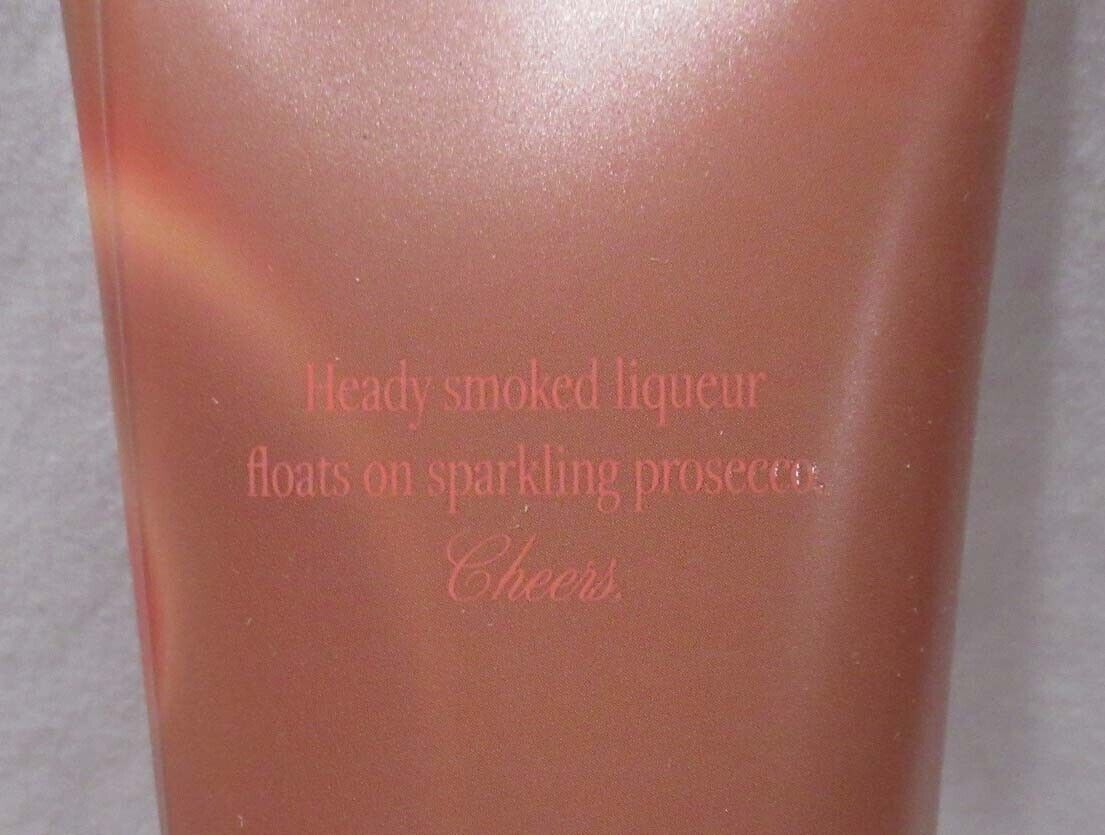 Heady smoked liqueur
floats on sparkling prosecco.
Cheers.